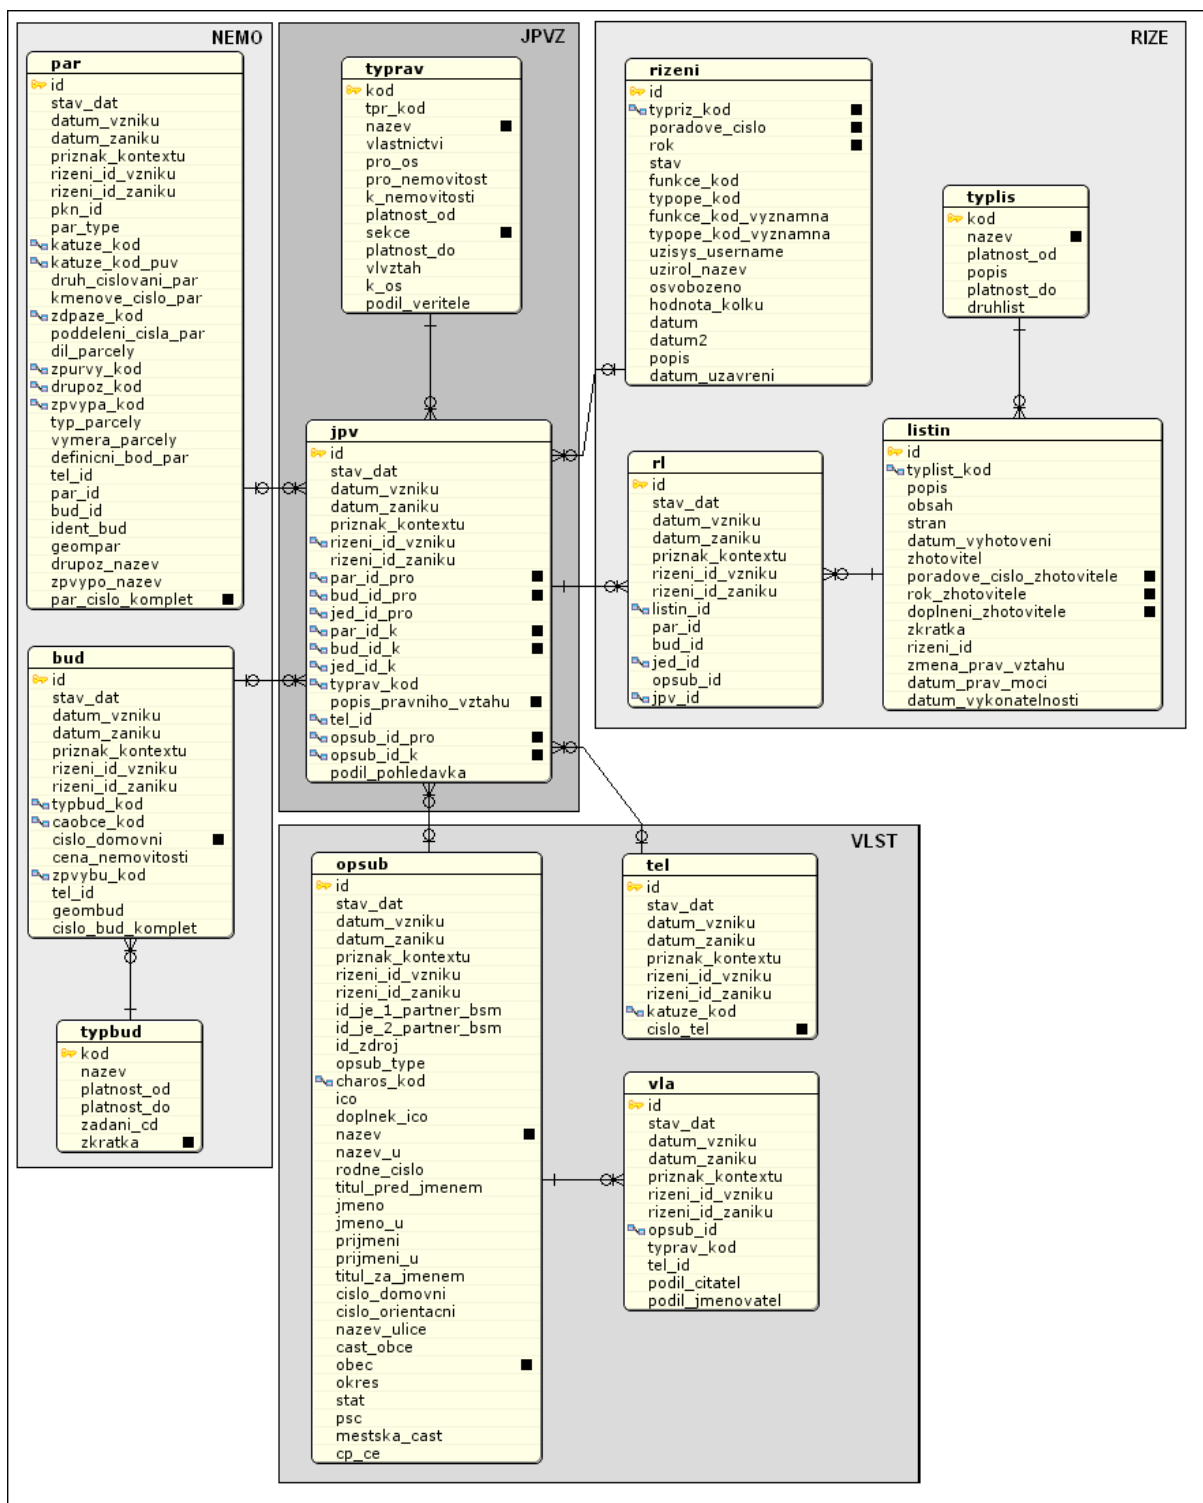 NEMO
par
id
stav_dat
datum_vzniku
datum_zaniku
priznak_kontextu
rizeni_id_vzniku
rizeni_id_zaniku
pkn_id
par_type
katuze_kod
katuze_kod_puv
druh_cislovani_par
kmenove_cislo_par
zdpaze_kod
poddeleni_cisla_par
dil_parcely
zpurvy_kod
drupoz_kod
zpvypa_kod
typ_parcely
vymera_parcely
definicni_bod_par
tel_id
par_id
bud_id
ident_bud
geompar
drupoz_nazev
zpvypo_nazev
par_cislo_komplet
bud
id
stav_dat
datum_vzniku
datum_zaniku
priznak_kontextu
rizeni_id_vzniku
rizeni_id_zaniku
typbud_kod
caobce_kod
cislo_domovni
cena_nemovitosti
zpvybu_kod
tel_id
geombud
cislo_bud_komplet
typbud
kod
nazev
platnost_od
platnost_do
zadani_cd
zkratka
JPVZ
typrav
kod
tpr_kod
nazev
vlastnictvi
pro_os
pro_nemovitost
k_nemovitosti
platnost_od
sekce
platnost_do
vlvztah
k_os
podil_veritele
jpv
id
stav_dat
datum_vzniku
datum_zaniku
priznak_kontextu
rizeni_id_vzniku
rizeni_id_zaniku
par_id_pro
bud_id_pro
jed_id_pro
par_id_k
bud_id_k
jed_id_k
typrav_kod
popis_pravniho_vztahu
tel_id
opsub_id_pro
opsub_id_k
podil_pohledavka
RIZE
rizeni
id
typriz_kod
poradove_cislo
rok
stav
funkce_kod
typope_kod
funkce_kod_vyznamna
typope_kod_vyznamna
uzisys_username
uzirol_nazev
osvobozeno
hodnota_kolku
datum
datum2
popis
datum_uzavreni
typlis
kod
nazev
platnost_od
popis
platnost_do
druhlist
rl
id
stav_dat
datum_vzniku
datum_zaniku
priznak_kontextu
rizeni_id_vzniku
rizeni_id_zaniku
listin_id
par_id
bud_id
jed_id
opsub_id
jpv_id
listin
id
typlist_kod
popis
obsah
stran
datum_vyhotoveni
zhotovitel
poradove_cislo_zhotovitele
rok_zhotovitele
doplneni_zhotovitele
zkratka
rizeni_id
zmena_prav_vztahu
datum_prav_moci
datum_vykonatelnosti
VLST
opsub
id
stav_dat
datum_vzniku
datum_zaniku
priznak_kontextu
rizeni_id_vzniku
rizeni_id_zaniku
id_je_1_partner_bsm
id_je_2_partner_bsm
id_zdroj
opsub_type
charos_kod
ico
doplnek_ico
nazev
nazev_u
rodne_cislo
titul_pred_jmenem
jmeno
jmeno_u
prijmeni
prijmeni_u
titul_za_jmenem
cislo_domovni
cislo_orientacni
nazev_ulice
cast_obce
obec
okres
stat
psc
mestska_cast
cp_ce
tel
id
stav_dat
datum_vzniku
datum_zaniku
priznak_kontextu
rizeni_id_vzniku
rizeni_id_zaniku
katuze_kod
cislo_tel
vla
id
stav_dat
datum_vzniku
datum_zaniku
priznak_kontextu
rizeni_id_vzniku
rizeni_id_zaniku
opsub_id
typrav_kod
tel_id
podil_citatel
podil_jmenovatel